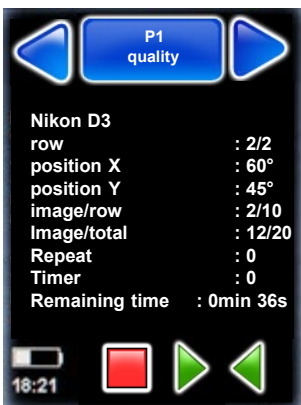 P1
quality
Nikon D3
row : 2/2
position X : 60°
position Y : 45°
image/row : 2/10
Image/total : 12/20
Repeat : 0
Timer : 0
Remaining time : 0min 36s
18:21